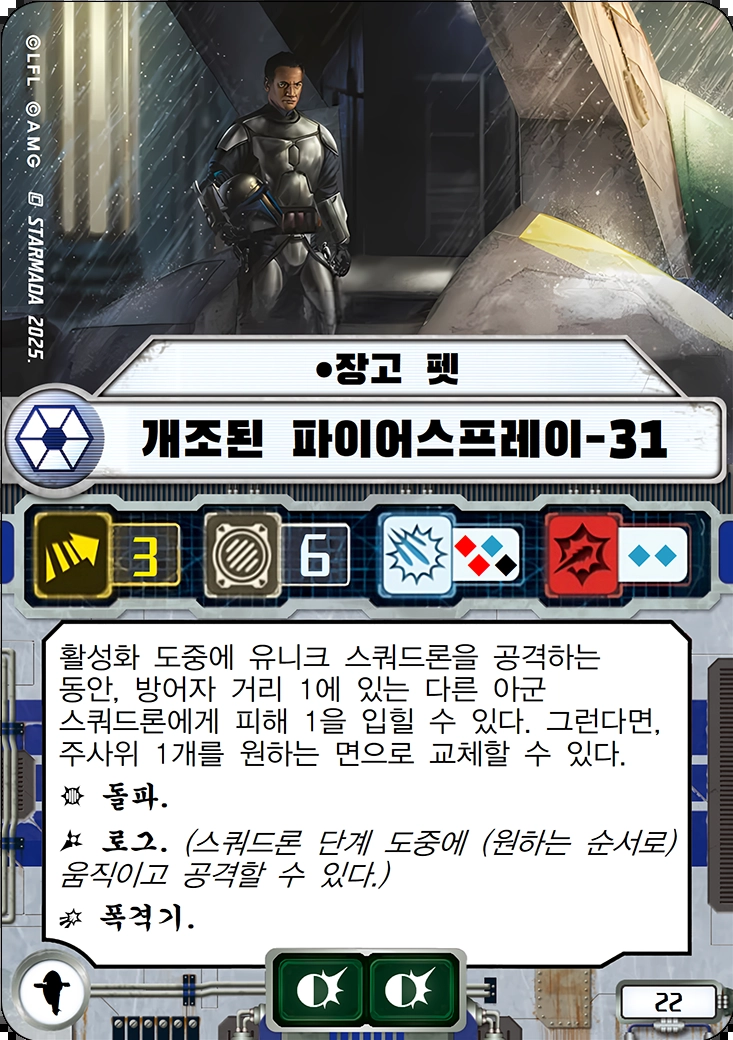 ©LFL ©AMG © STARMADA 2025.
•장고 펫
개조된 파이어스프레이-31
3
6
활성화 도중에 유니크 스쿼드론을 공격하는
동안, 방어자 거리 1에 있는 다른 아군
스쿼드론에게 피해 1을 입힐 수 있다. 그런다면,
주사위 1개를 원하는 면으로 교체할 수 있다.
돌파.
로그. (스쿼드론 단계 도중에 (원하는 순서로)
움직이고 공격할 수 있다.)
폭격기.
22